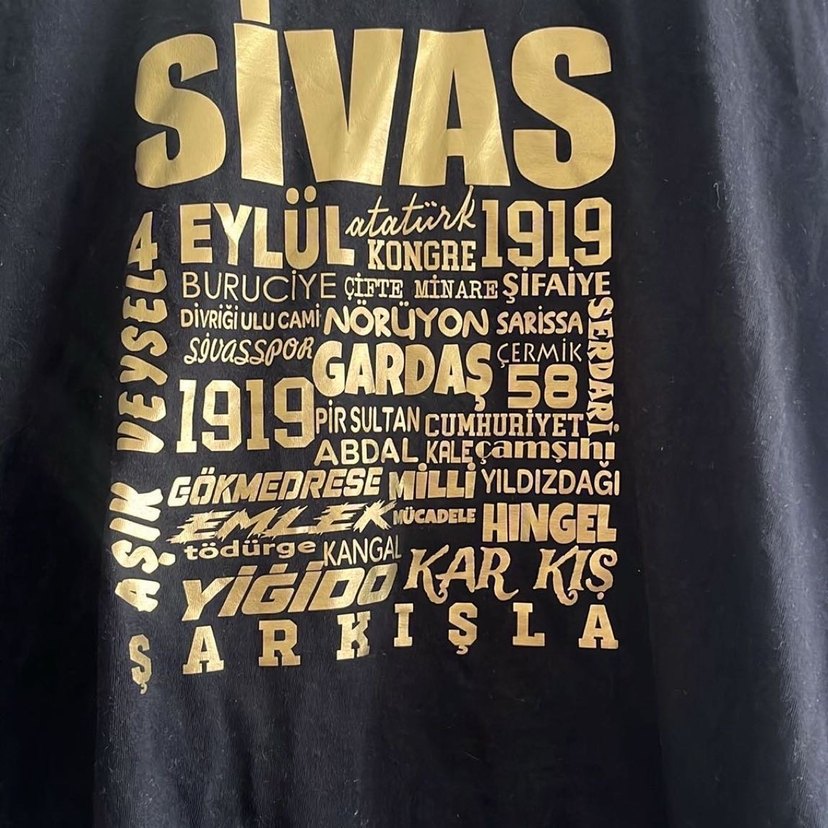 SİVAS
4 EYLÜL atatürk KONGRE 1919
BURUCİYE ÇİFTE MİNARE ŞİFAİYE
DİVRİĞİ ULU CAMİ NÖRÜYON SARISSA
SİVASSPOR GARDAŞ ÇERMİK
58
1919 PİR SULTAN CUMHURİYET
ABDAL KALE çamşıhı
GÖKMEDRESE MİLLİ YILDIZDAĞI
EMLEK MÜCADELE HINGEL
tödürge KANGAL
YİĞİDO KAR KIŞ
ŞARKIŞLA
AŞIK VEYSEL
SERDARİ